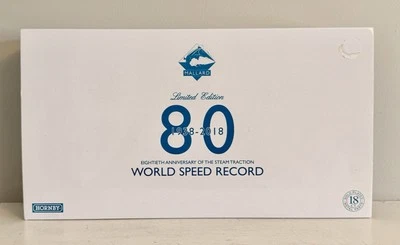 MALLARD
Limited Edition
80
1938-2018
EIGHTIETH ANNIVERSARY OF THE STEAM TRACTION
WORLD SPEED RECORD
HORNBY
18